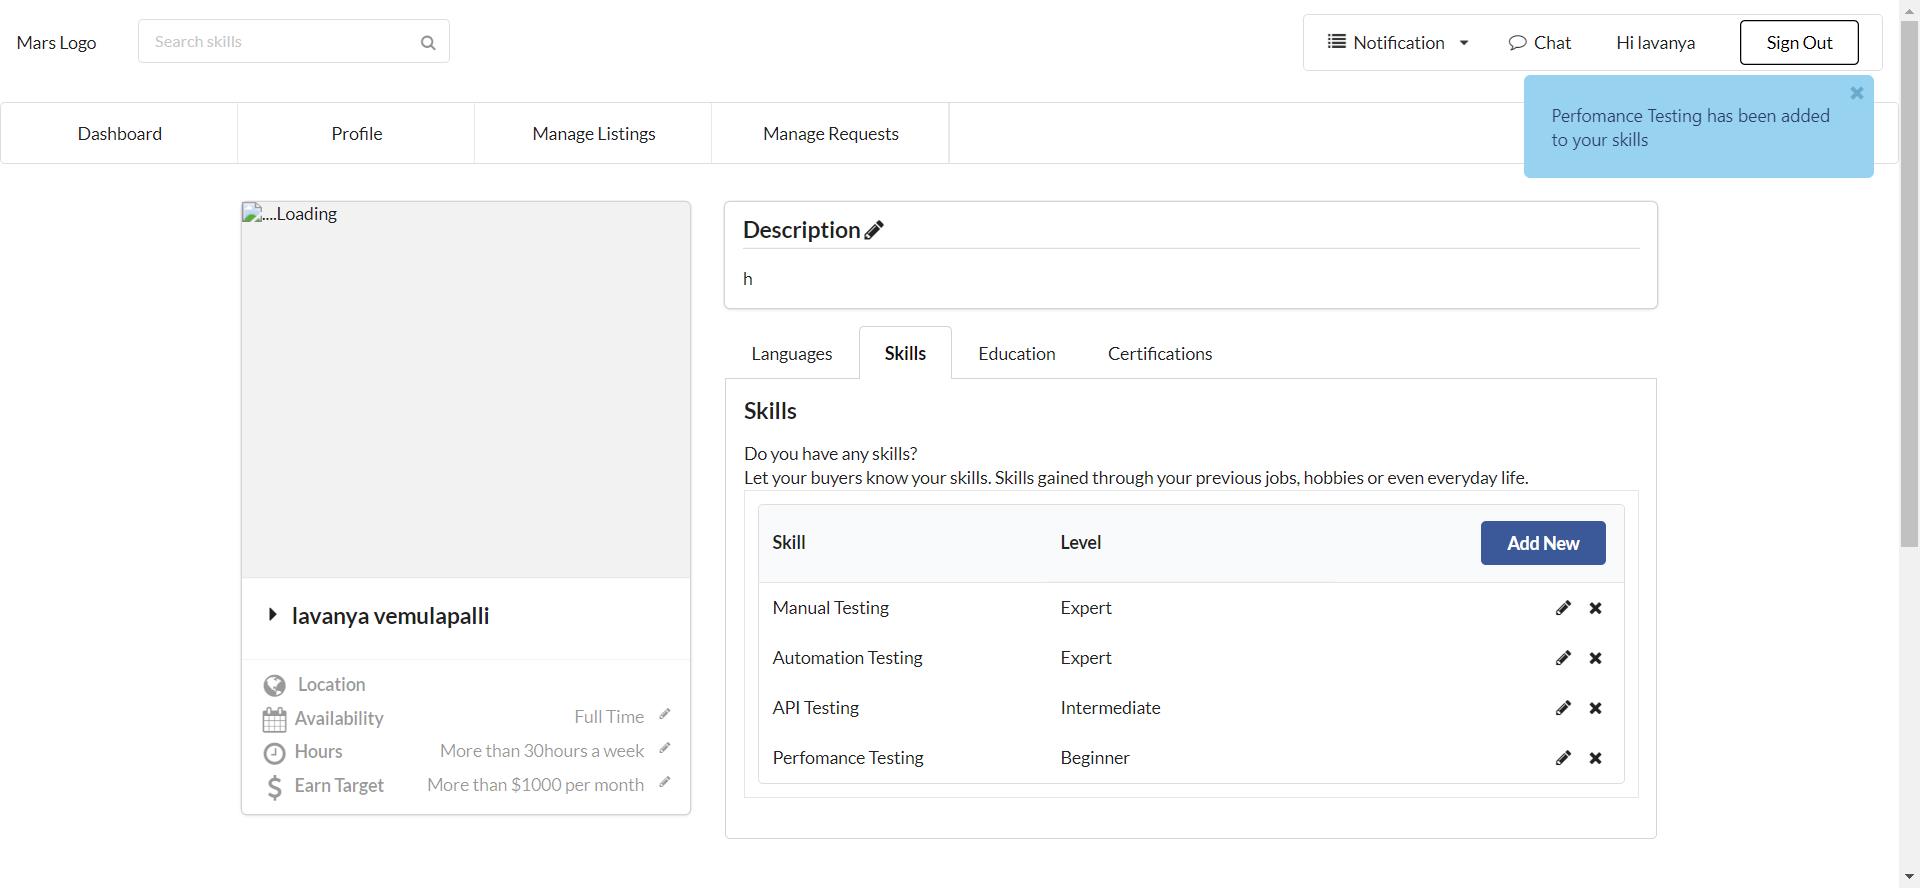 Mars Logo
Search skills
Notification
Chat
Hi lavanya
Sign Out
Perfomance Testing has been added
to your skills
Dashboard
Profile
Manage Listings
Manage Requests
....Loading
lavanya vemulapalli
Location
Availability
Full Time
Hours
More than 30hours a week
Earn Target
More than $1000 per month
Description
h
Languages
Skills
Education
Certifications
Skills
Do you have any skills?
Let your buyers know your skills. Skills gained through your previous jobs, hobbies or even everyday life.
Skill
Level
Add New
Manual Testing
Expert
Automation Testing
Expert
API Testing
Intermediate
Perfomance Testing
Beginner